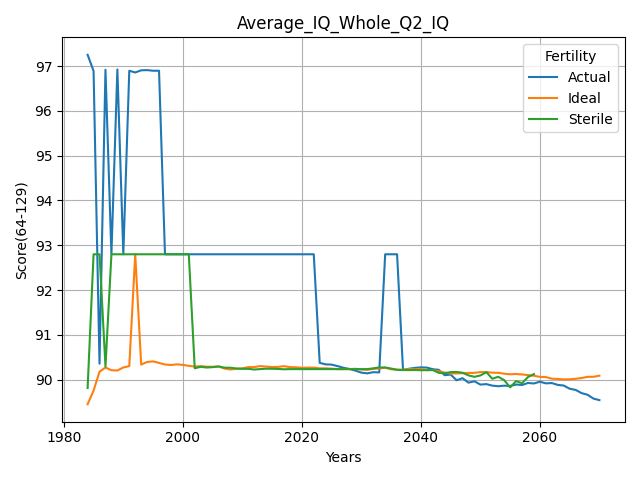 Average_IQ_Whole_Q2_IQ
Score(64-129)
97
96
95
94
93
92
91
90
Fertility
Actual
Ideal
Sterile
1980
2000
2020
2040
2060
Years